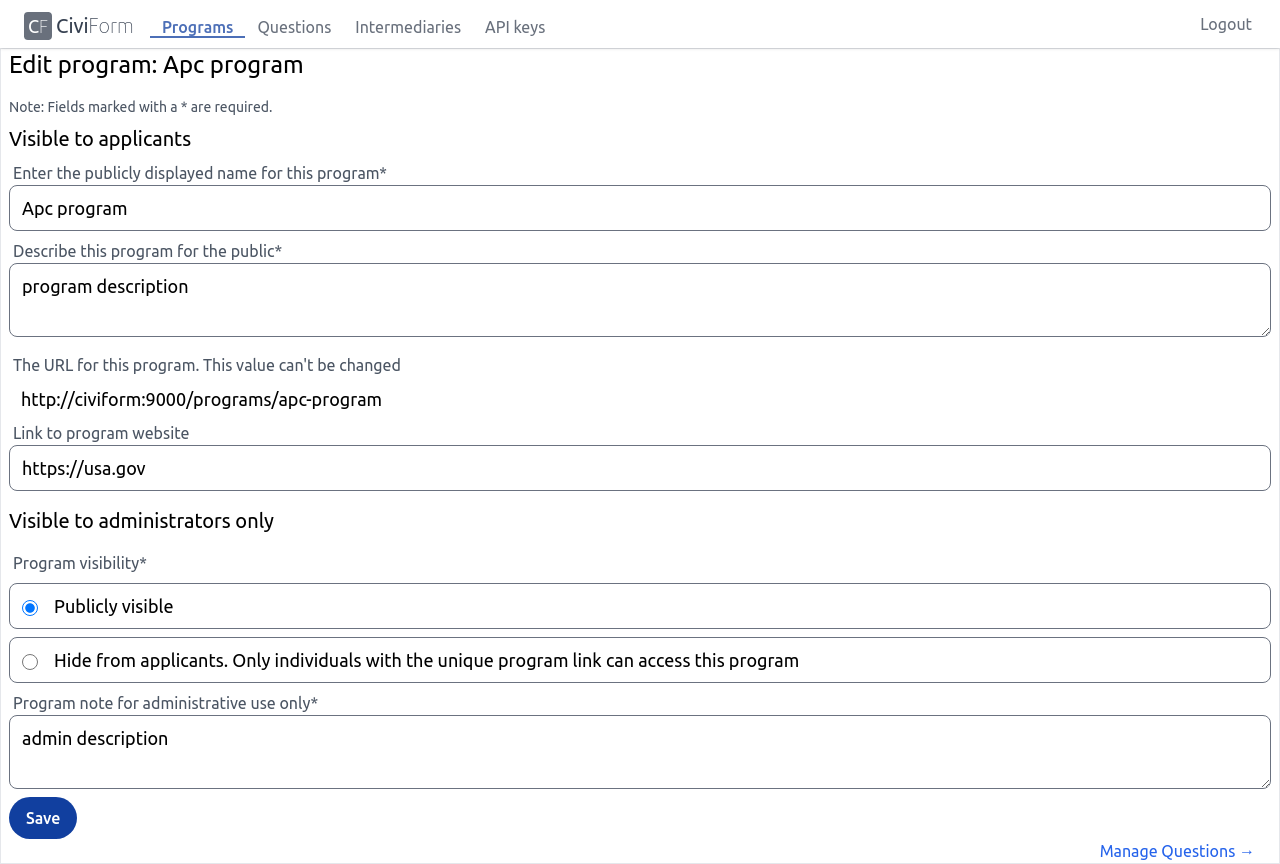 CF CiviForm Programs Questions Intermediaries API keys Logout
Edit program: Apc program
Note: Fields marked with a * are required.
Visible to applicants
Enter the publicly displayed name for this program*
Apc program
Describe this program for the public*
program description
The URL for this program. This value can't be changed
http://civiform:9000/programs/apc-program
Link to program website
https://usa.gov
Visible to administrators only
Program visibility*
Publicly visible
Hide from applicants. Only individuals with the unique program link can access this program
Program note for administrative use only*
admin description
Save
Manage Questions →